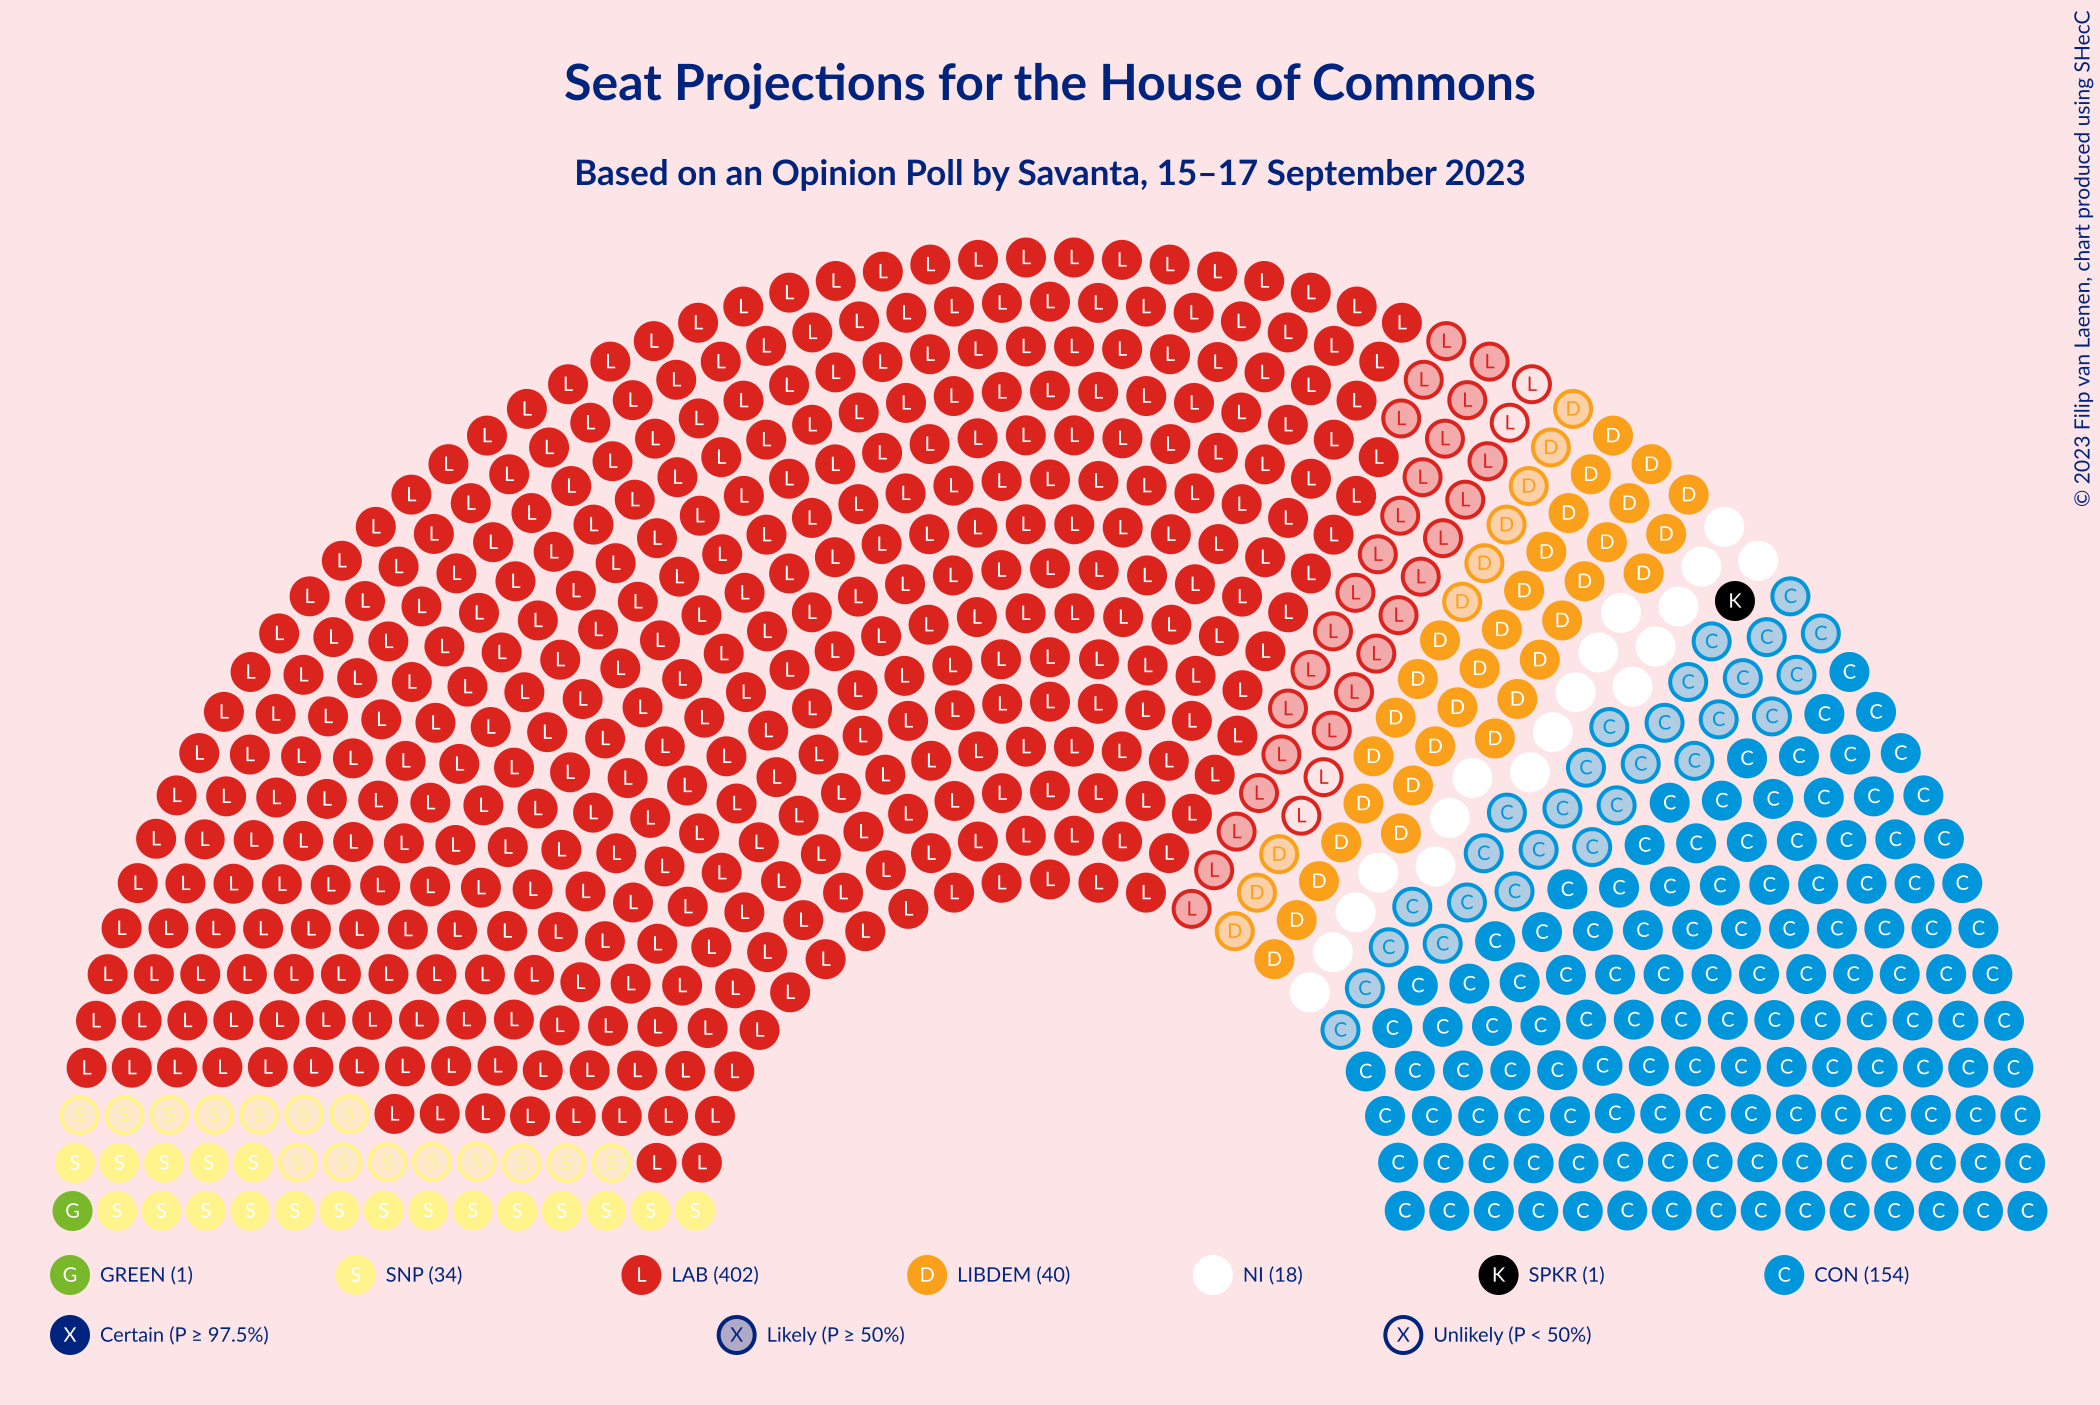 Seat Projections for the House of Commons
Based on an Opinion Poll by Savanta, 15–17 September 2023
© 2023 Filip van Laenen, chart produced using SHecC
G GREEN (1) S SNP (34) L LAB (402) D LIBDEM (40) NI (18) K SPKR (1) C CON (154)
X Certain (P ≥ 97.5%) X Likely (P ≥ 50%) X Unlikely (P < 50%)